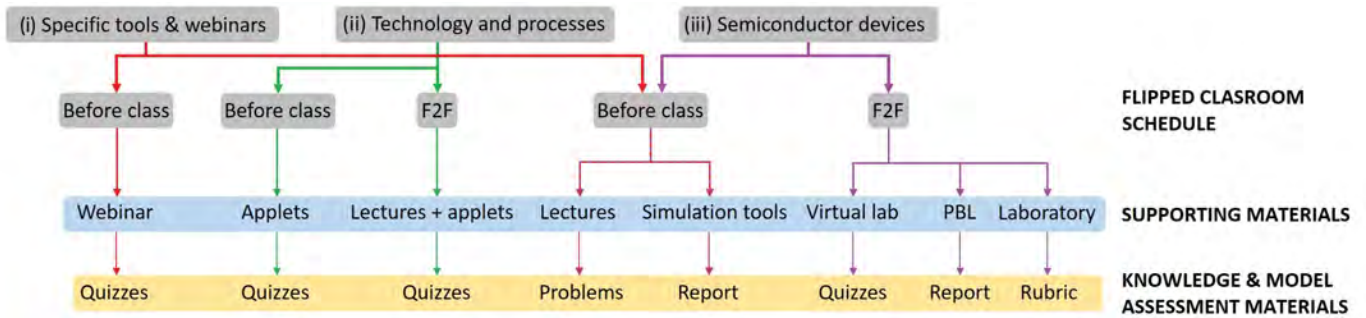 (i) Specific tools & webinars
(ii) Technology and processes
(iii) Semiconductor devices
Before class
Before class
F2F
Before class
F2F
FLIPPED CLASROOM
SCHEDULE
Webinar
Applets
Lectures + applets
Lectures
Simulation tools
Virtual lab
PBL
Laboratory
SUPPORTING MATERIALS
Quizzes
Quizzes
Quizzes
Problems
Report
Quizzes
Report
Rubric
KNOWLEDGE & MODEL
ASSESSMENT MATERIALS